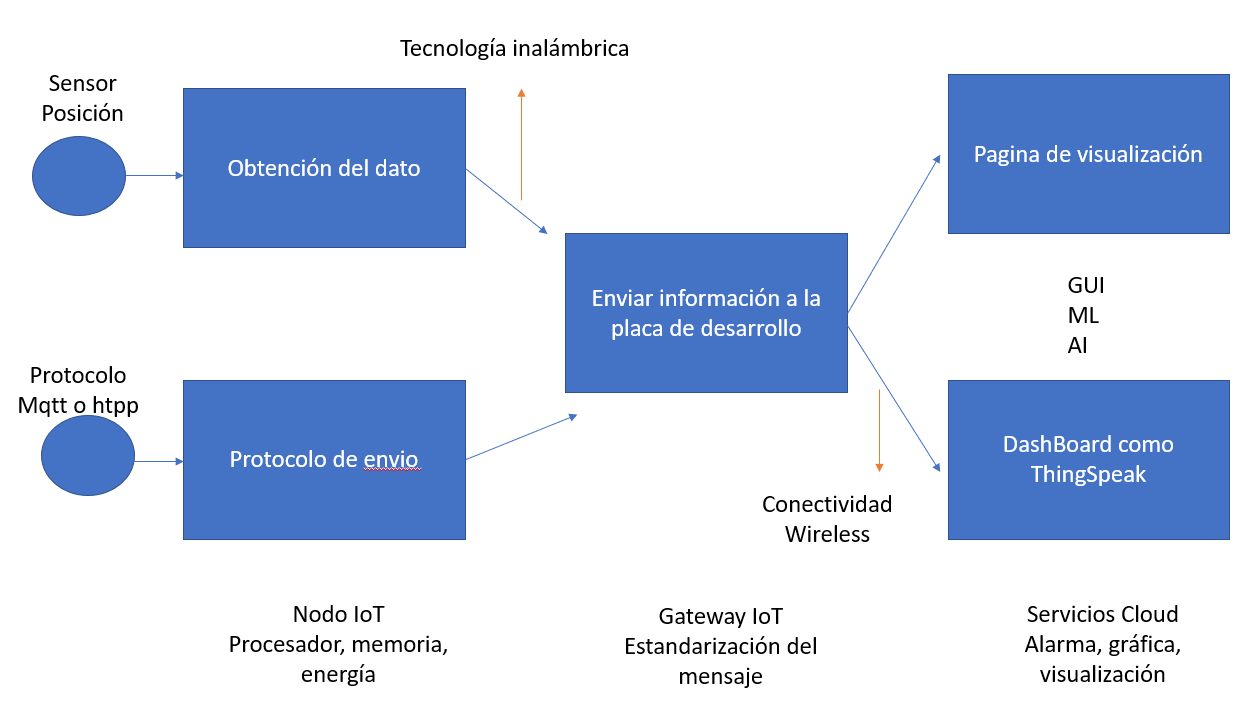 Tecnología inalámbrica
Sensor
Posición
Obtención del dato
Pagina de visualización
Enviar información a la
placa de desarrollo
GUI
ML
AI
Protocolo
Mqtt o htpp
Protocolo de envio
DashBoard como
ThingSpeak
Conectividad
Wireless
Nodo IoT
Procesador, memoria,
energía
Gateway IoT
Estandarización del
mensaje
Servicios Cloud
Alarma, gráfica,
visualización